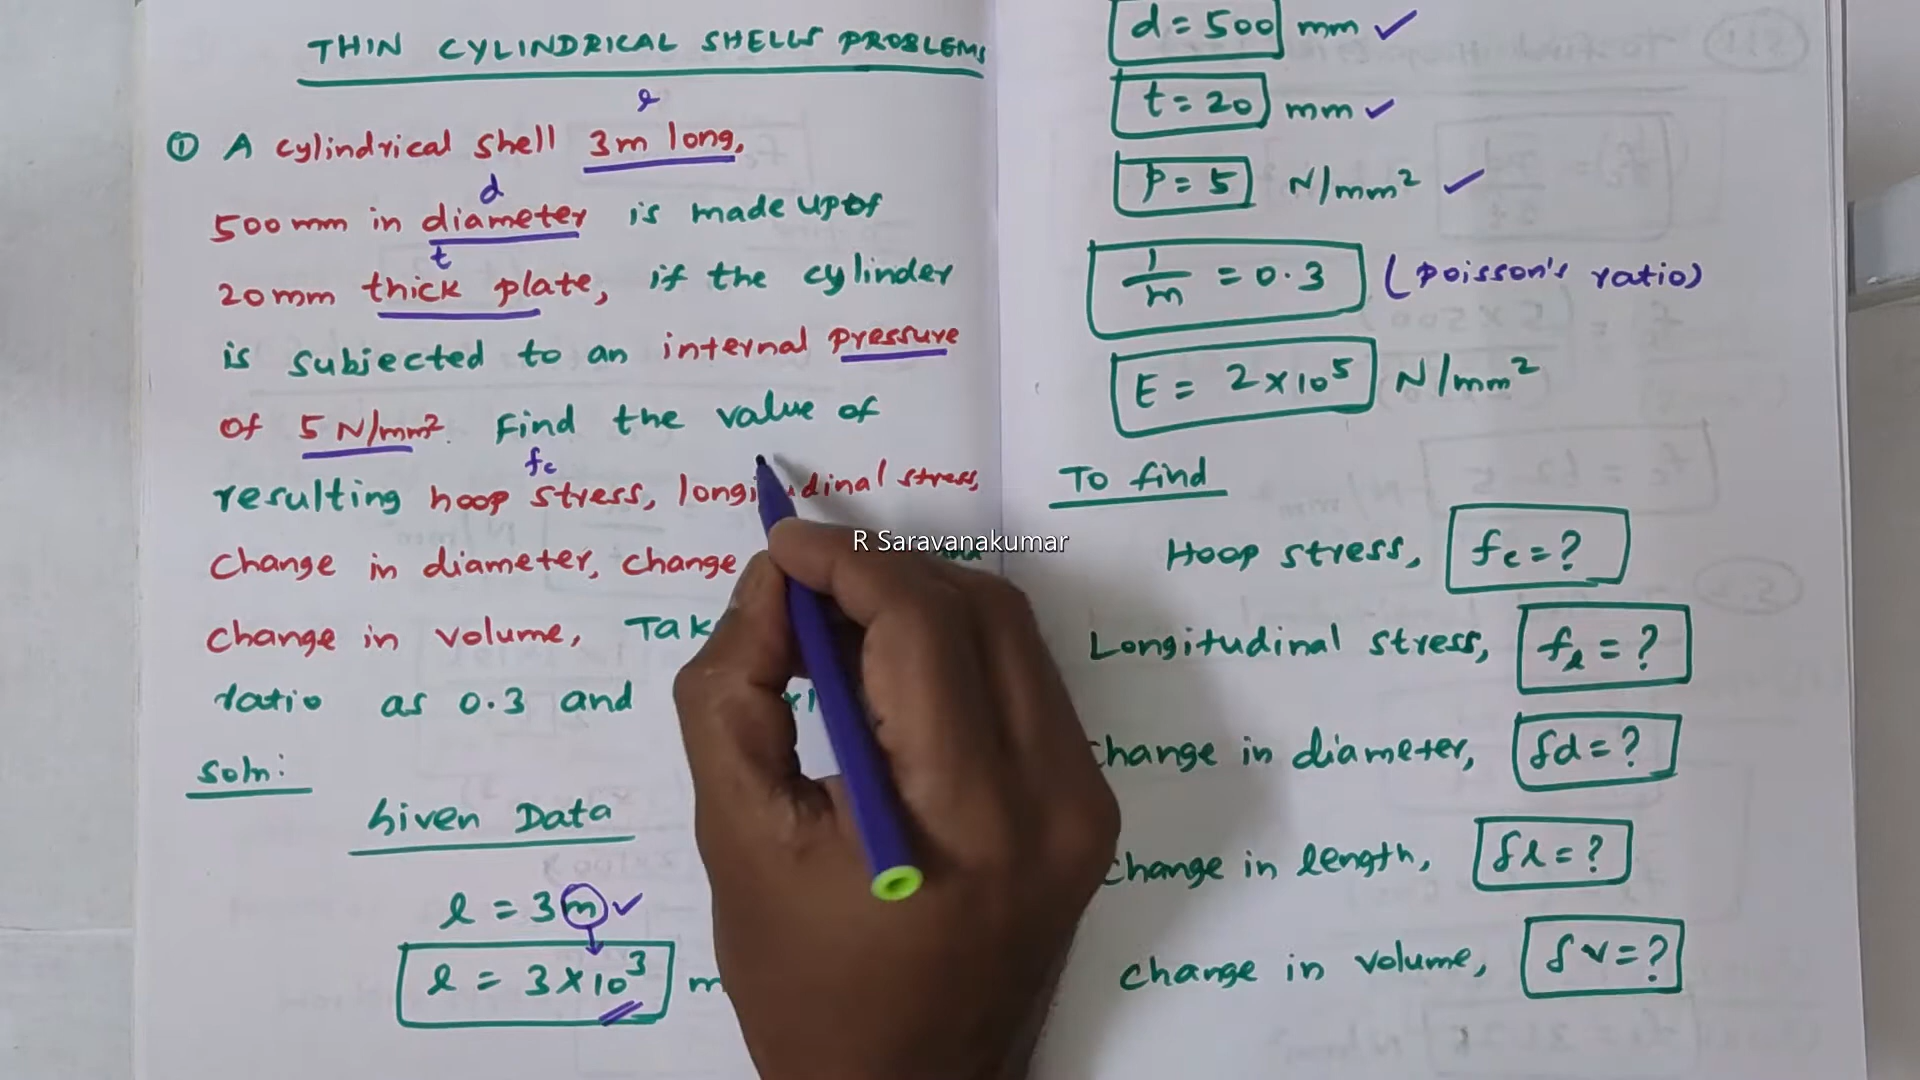 THIN CYLINDRICAL SHELLS PROBLEMS
l
① A cylindrical shell 3m long,
d
500 mm in diameter is made up of
t
20mm thick plate, if the cylinder
is subjected to an internal pressure
of 5 N/mm². Find the value of
fc
resulting hoop stress, longi dinal stress,
change in diameter, change
change in volume, Tak
ratio as 0.3 and
Soln:
Given Data
l = 3m ✓
l = 3×10³ m
d = 500 mm ✓
t = 20 mm ✓
P = 5 N/mm² ✓
1/m = 0.3 (poisson's ratio)
E = 2×10⁵ N/mm²
To find
Hoop stress, fc = ?
Longitudinal stress, fl = ?
change in diameter, δd = ?
change in length, δl = ?
change in volume, δv = ?
R Saravanakumar